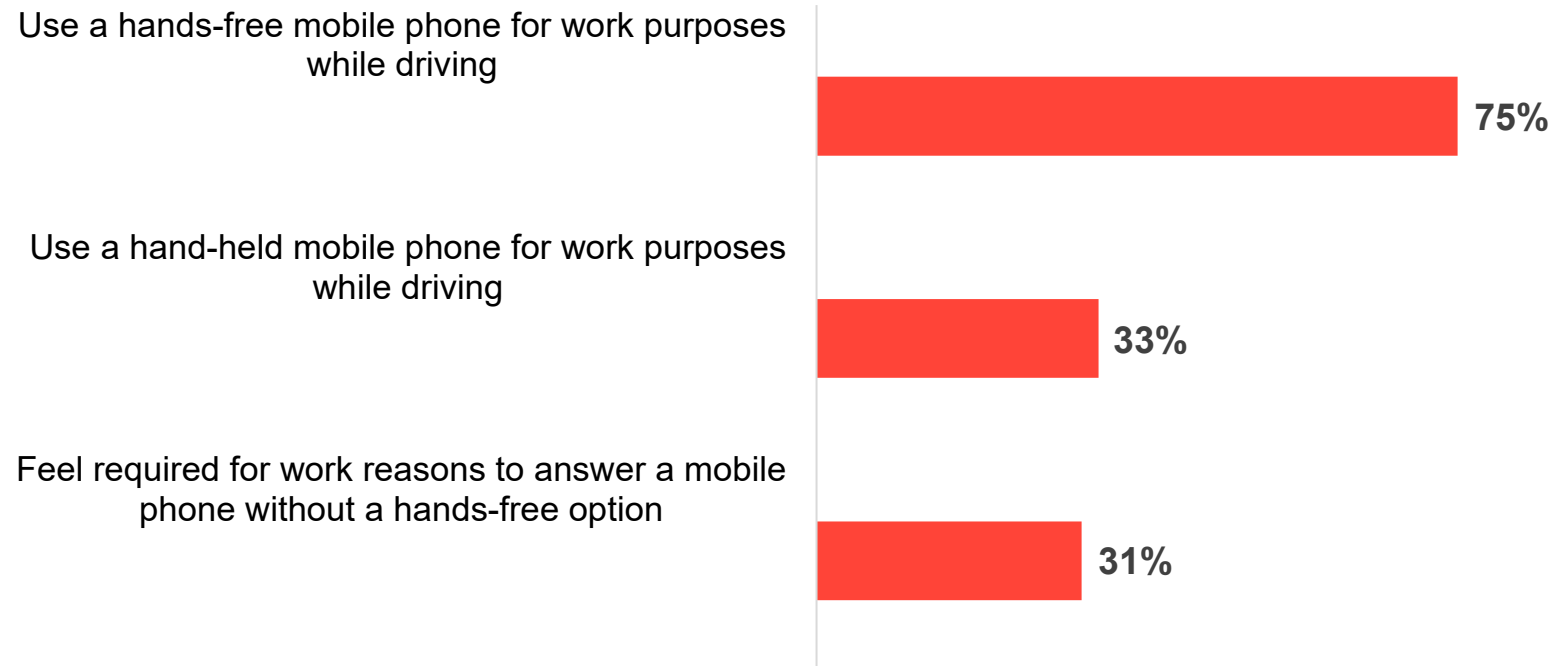 Use a hands-free mobile phone for work purposes
while driving
75%
Use a hand-held mobile phone for work purposes
while driving
33%
Feel required for work reasons to answer a mobile
phone without a hands-free option
31%